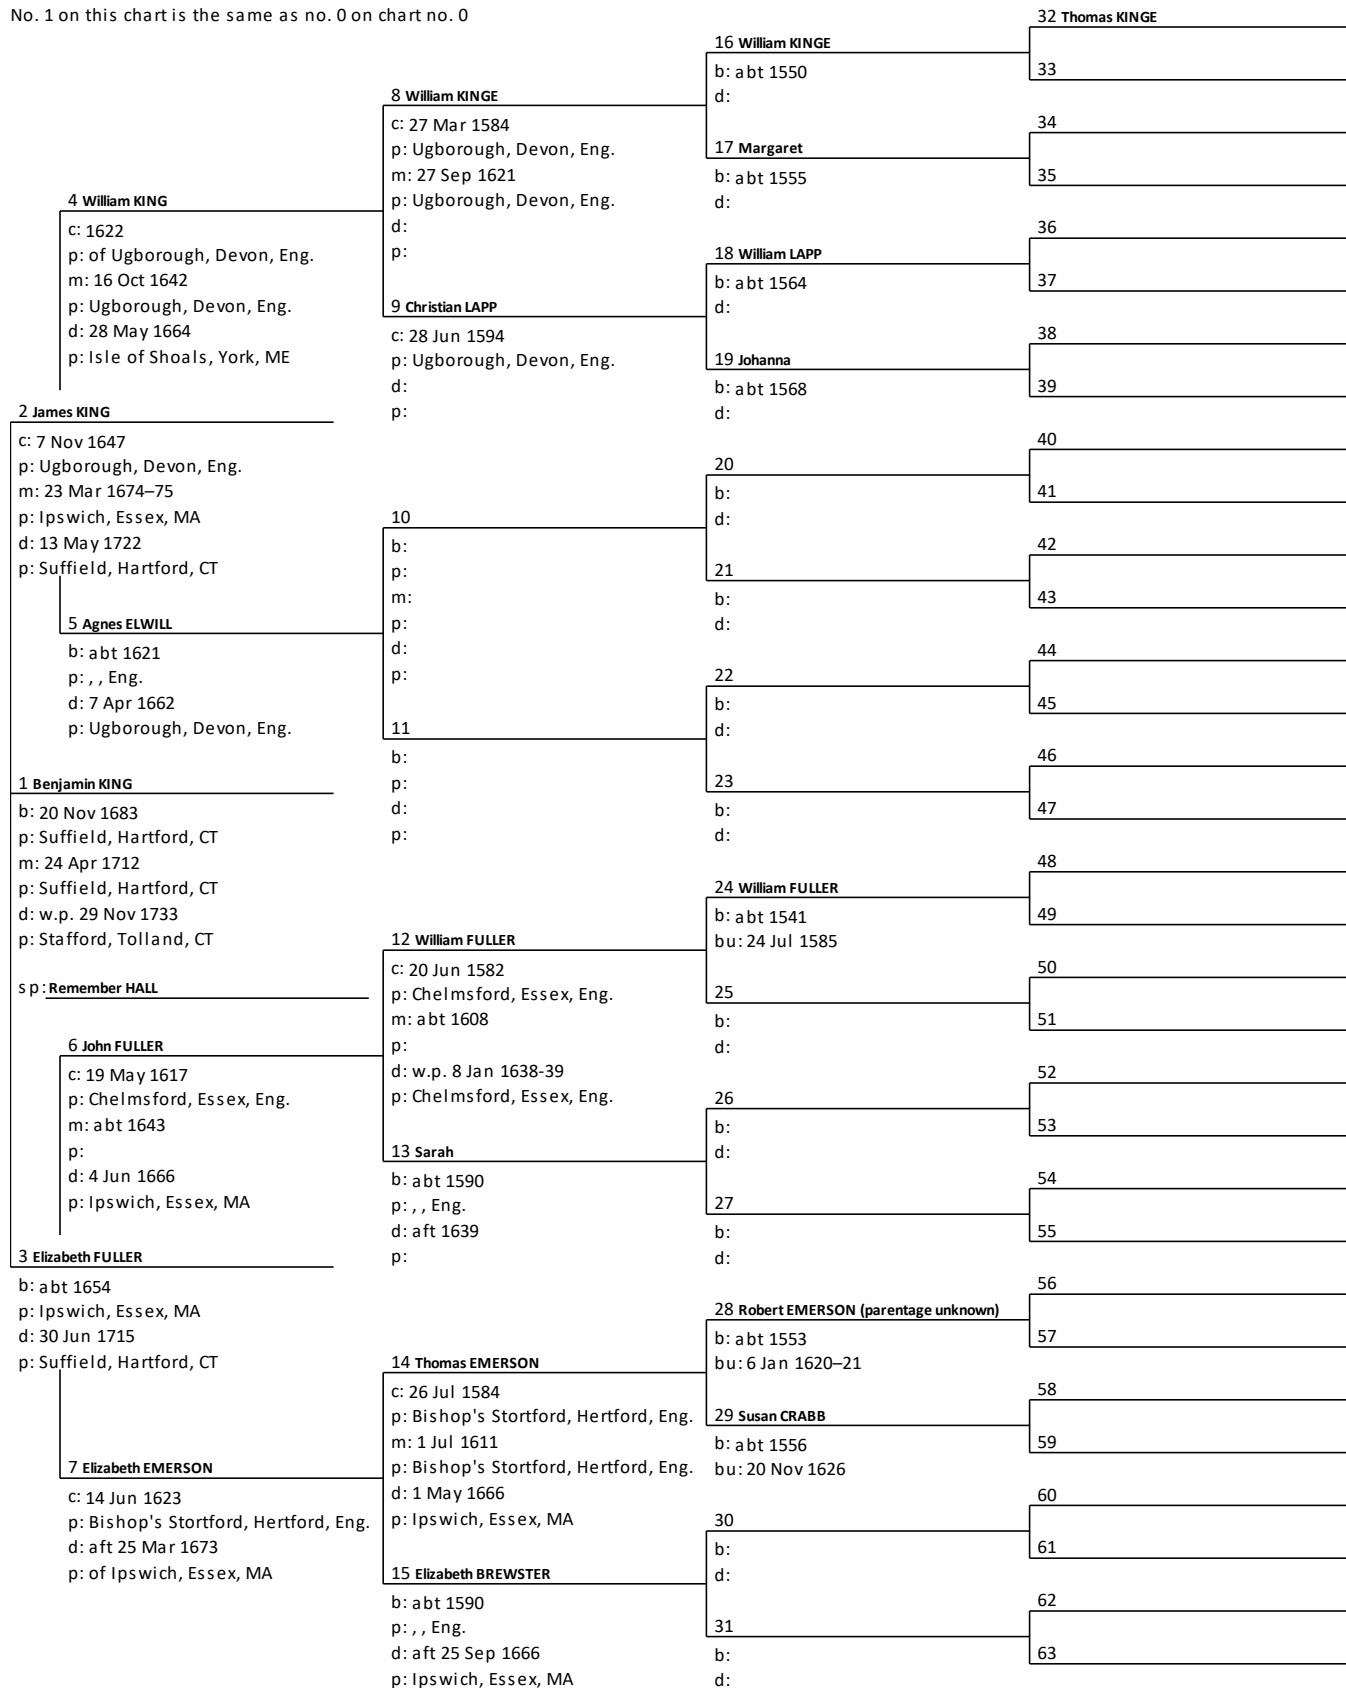 No. 1 on this chart is the same as no. 0 on chart no. 0
2 James KING
c: 7 Nov 1647
p: Ugborough, Devon, Eng.
m: 23 Mar 1674–75
p: Ipswich, Essex, MA
d: 13 May 1722
p: Suffield, Hartford, CT
1 Benjamin KING
b: 20 Nov 1683
p: Suffield, Hartford, CT
m: 24 Apr 1712
p: Suffield, Hartford, CT
d: w.p. 29 Nov 1733
p: Stafford, Tolland, CT
sp: Remember HALL
3 Elizabeth FULLER
b: abt 1654
p: Ipswich, Essex, MA
d: 30 Jun 1715
p: Suffield, Hartford, CT
4 William KING
c: 1622
p: of Ugborough, Devon, Eng.
m: 16 Oct 1642
p: Ugborough, Devon, Eng.
d: 28 May 1664
p: Isle of Shoals, York, ME
5 Agnes ELWILL
b: abt 1621
p: , , Eng.
d: 7 Apr 1662
p: Ugborough, Devon, Eng.
6 John FULLER
c: 19 May 1617
p: Chelmsford, Essex, Eng.
m: abt 1643
p:
d: 4 Jun 1666
p: Ipswich, Essex, MA
7 Elizabeth EMERSON
c: 14 Jun 1623
p: Bishop's Stortford, Hertford, Eng.
d: aft 25 Mar 1673
p: of Ipswich, Essex, MA
8 William KINGE
c: 27 Mar 1584
p: Ugborough, Devon, Eng.
m: 27 Sep 1621
p: Ugborough, Devon, Eng.
d:
p:
9 Christian LAPP
c: 28 Jun 1594
p: Ugborough, Devon, Eng.
d:
p:
10
b:
p:
m:
p:
d:
p:
11
b:
p:
d:
p:
12 William FULLER
c: 20 Jun 1582
p: Chelmsford, Essex, Eng.
m: abt 1608
p:
d: w.p. 8 Jan 1638-39
p: Chelmsford, Essex, Eng.
13 Sarah
b: abt 1590
p: , , Eng.
d: aft 1639
p:
14 Thomas EMERSON
c: 26 Jul 1584
p: Bishop's Stortford, Hertford, Eng.
m: 1 Jul 1611
p: Bishop's Stortford, Hertford, Eng.
d: 1 May 1666
p: Ipswich, Essex, MA
15 Elizabeth BREWSTER
b: abt 1590
p: , , Eng.
d: aft 25 Sep 1666
p: Ipswich, Essex, MA
16 William KINGE
b: abt 1550
d:
17 Margaret
b: abt 1555
d:
18 William LAPP
b: abt 1564
d:
19 Johanna
b: abt 1568
d:
20
b:
d:
21
b:
d:
22
b:
d:
23
b:
d:
24 William FULLER
b: abt 1541
bu: 24 Jul 1585
25
b:
d:
26
b:
d:
27
b:
d:
28 Robert EMERSON (parentage unknown)
b: abt 1553
bu: 6 Jan 1620–21
29 Susan CRABB
b: abt 1556
bu: 20 Nov 1626
30
b:
d:
31
b:
d:
32 Thomas KINGE
33
34
35
36
37
38
39
40
41
42
43
44
45
46
47
48
49
50
51
52
53
54
55
56
57
58
59
60
61
62
63